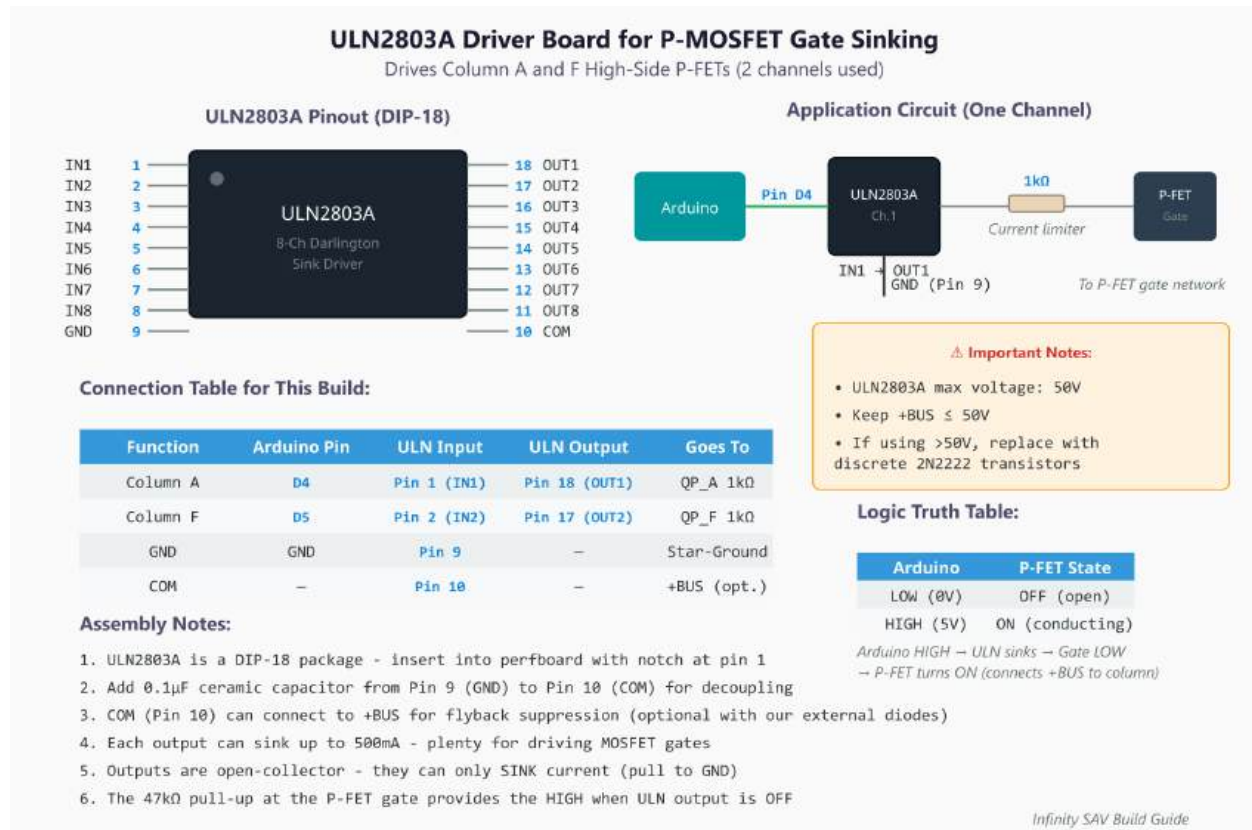 ULN2803A Driver Board for P-MOSFET Gate Sinking
Drives Column A and F High-Side P-FETs (2 channels used)
ULN2803A Pinout (DIP-18)
IN1 1 18 OUT1
IN2 2 17 OUT2
IN3 3 16 OUT3
IN4 4 15 OUT4
IN5 5 14 OUT5
IN6 6 13 OUT6
IN7 7 12 OUT7
IN8 8 11 OUT8
GND 9 10 COM
ULN2803A
8-Ch Darlington
Sink Driver
Application Circuit (One Channel)
Arduino
Pin D4
ULN2803A
Ch.1
1kΩ
Current limiter
P-FET
Gate
IN1 → OUT1
GND (Pin 9)
To P-FET gate network
⚠ Important Notes:
• ULN2803A max voltage: 50V
• Keep +BUS ≤ 50V
• If using >50V, replace with
discrete 2N2222 transistors
Connection Table for This Build:
Function Arduino Pin ULN Input ULN Output Goes To
Column A D4 Pin 1 (IN1) Pin 18 (OUT1) QP_A 1kΩ
Column F D5 Pin 2 (IN2) Pin 17 (OUT2) QP_F 1kΩ
GND GND Pin 9 — Star-Ground
COM — Pin 10 — +BUS (opt.)
Logic Truth Table:
Arduino P-FET State
LOW (0V) OFF (open)
HIGH (5V) ON (conducting)
Arduino HIGH → ULN sinks → Gate LOW
→ P-FET turns ON (connects +BUS to column)
Assembly Notes:
1. ULN2803A is a DIP-18 package - insert into perfboard with notch at pin 1
2. Add 0.1µF ceramic capacitor from Pin 9 (GND) to Pin 10 (COM) for decoupling
3. COM (Pin 10) can connect to +BUS for flyback suppression (optional with our external diodes)
4. Each output can sink up to 500mA - plenty for driving MOSFET gates
5. Outputs are open-collector - they can only SINK current (pull to GND)
6. The 47kΩ pull-up at the P-FET gate provides the HIGH when ULN output is OFF
Infinity SAV Build Guide